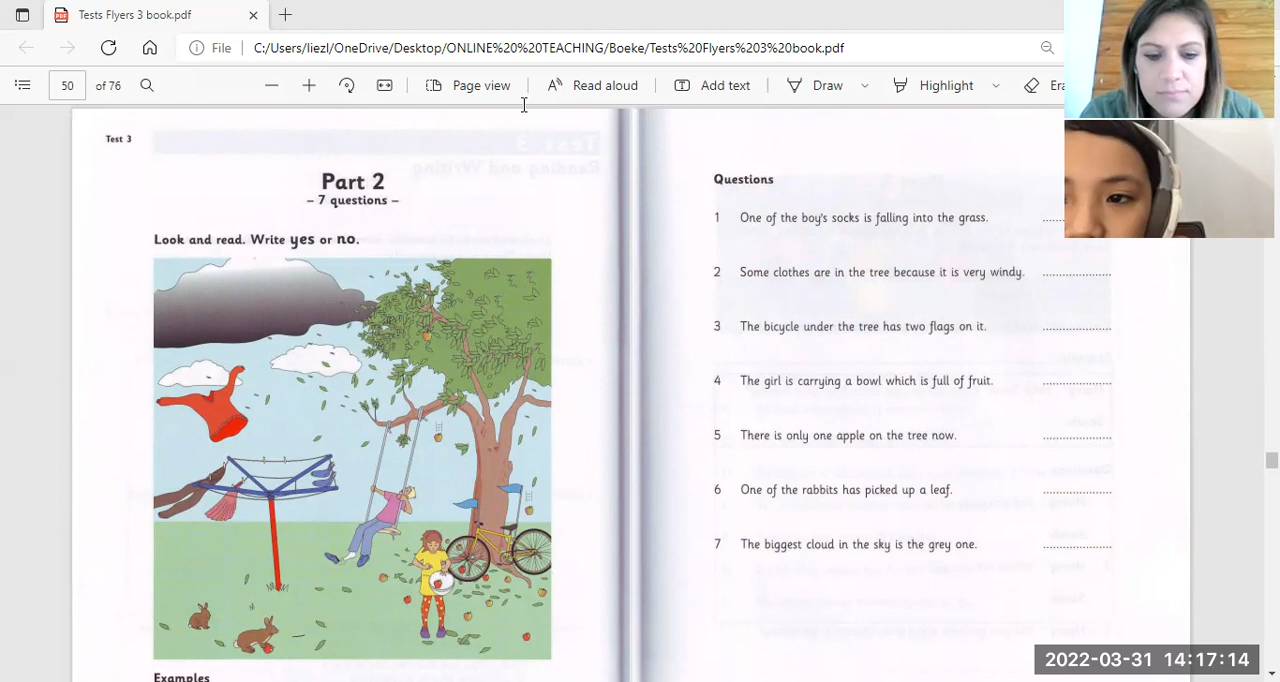 Tests Flyers 3 book.pdf
File
C:/Users/liezl/OneDrive/Desktop/ONLINE%20%20TEACHING/Boeke/Tests%20Flyers%203%20book.pdf
50 of 76
Page view
Read aloud
Add text
Draw
Highlight
Test 3
Part 2
– 7 questions –
Look and read. Write yes or no.
Examples
Questions
1 One of the boy's socks is falling into the grass. ......
2 Some clothes are in the tree because it is very windy. ......................
3 The bicycle under the tree has two flags on it. ......................
4 The girl is carrying a bowl which is full of fruit. ......................
5 There is only one apple on the tree now. ......................
6 One of the rabbits has picked up a leaf. ......................
7 The biggest cloud in the sky is the grey one. ......................
2022-03-31 14:17:14